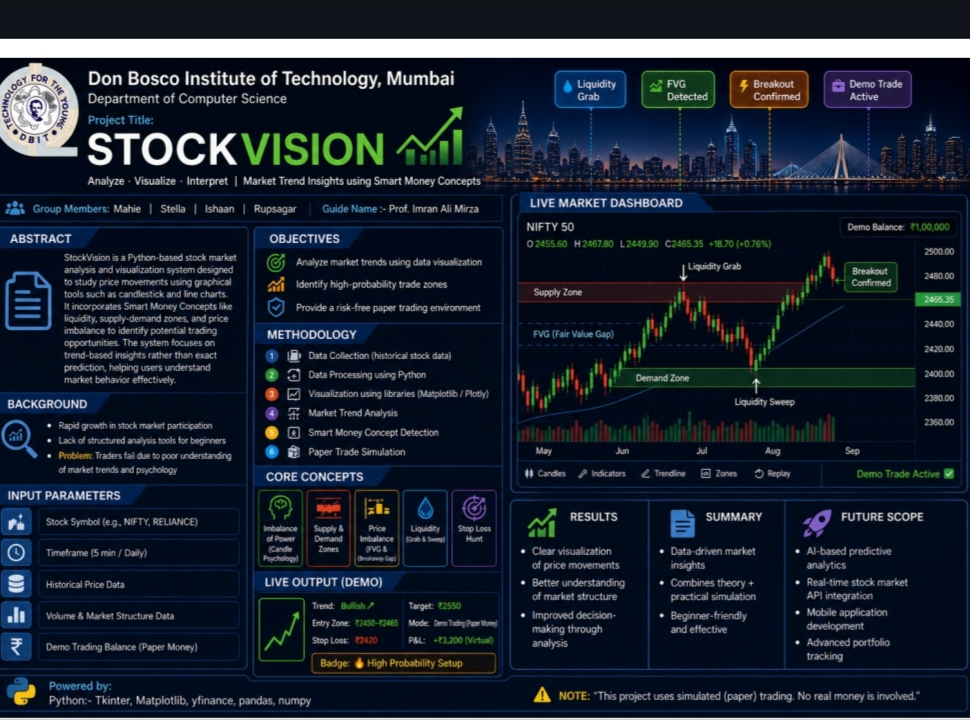 TECHNOLOGY FOR THE YOUNG
DBIT
Don Bosco Institute of Technology, Mumbai
Department of Computer Science
Project Title:
STOCKVISION
Analyze · Visualize · Interpret | Market Trend Insights using Smart Money Concepts
Liquidity
Grab
FVG
Detected
Breakout
Confirmed
Demo Trade
Active
Group Members: Mahie | Stella | Ishaan | Rupsagar | Guide Name :- Prof. Imran Ali Mirza
ABSTRACT
StockVision is a Python-based stock market
analysis and visualization system designed
to study price movements using graphical
tools such as candlestick and line charts.
It incorporates Smart Money Concepts like
liquidity, supply-demand zones, and price
imbalance to identify potential trading
opportunities. The system focuses on
trend-based insights rather than exact
prediction, helping users understand
market behavior effectively.
BACKGROUND
• Rapid growth in stock market participation
• Lack of structured analysis tools for beginners
• Problem: Traders fail due to poor understanding
of market trends and psychology
INPUT PARAMETERS
Stock Symbol (e.g., NIFTY, RELIANCE)
Timeframe (5 min / Daily)
Historical Price Data
Volume & Market Structure Data
₹ Demo Trading Balance (Paper Money)
OBJECTIVES
Analyze market trends using data visualization
Identify high-probability trade zones
Provide a risk-free paper trading environment
METHODOLOGY
1 Data Collection (historical stock data)
2 Data Processing using Python
3 Visualization using libraries (Matplotlib / Plotly)
4 Market Trend Analysis
5 Smart Money Concept Detection
6 Paper Trade Simulation
CORE CONCEPTS
Imbalance
of Power
(Candle
Psychology)
Supply &
Demand
Zones
Price
Imbalance
(FVG &
Breakaway Gap)
Liquidity
(Grab & Sweep)
Stop Loss
Hunt
LIVE OUTPUT (DEMO)
Trend: Bullish ↗
Entry Zone: ₹2450–₹2465
Stop Loss: ₹2420
Target: ₹2550
Mode: Demo Trading (Paper Money)
P&L: +₹3,200 (Virtual)
Badge: 🔥 High Probability Setup
LIVE MARKET DASHBOARD
NIFTY 50
Demo Balance: ₹1,00,000
O 2455.60 H 2467.80 L 2449.90 C 2465.35 +18.70 (+0.76%)
Liquidity Grab
Breakout
Confirmed
Supply Zone
FVG (Fair Value Gap)
Demand Zone
Liquidity Sweep
2500.00
2480.00
2465.35
2440.00
2420.00
2400.00
2380.00
2360.00
May Jun Jul Aug Sep
Candles Indicators Trendline Zones Replay Demo Trade Active ✅
RESULTS
• Clear visualization
of price movements
• Better understanding
of market structure
• Improved decision-
making through
analysis
SUMMARY
• Data-driven market
insights
• Combines theory +
practical simulation
• Beginner-friendly
and effective
FUTURE SCOPE
• AI-based predictive
analytics
• Real-time stock market
API integration
• Mobile application
development
• Advanced portfolio
tracking
Powered by:
Python:- Tkinter, Matplotlib, yfinance, pandas, numpy
⚠ NOTE: “This project uses simulated (paper) trading. No real money is involved.”